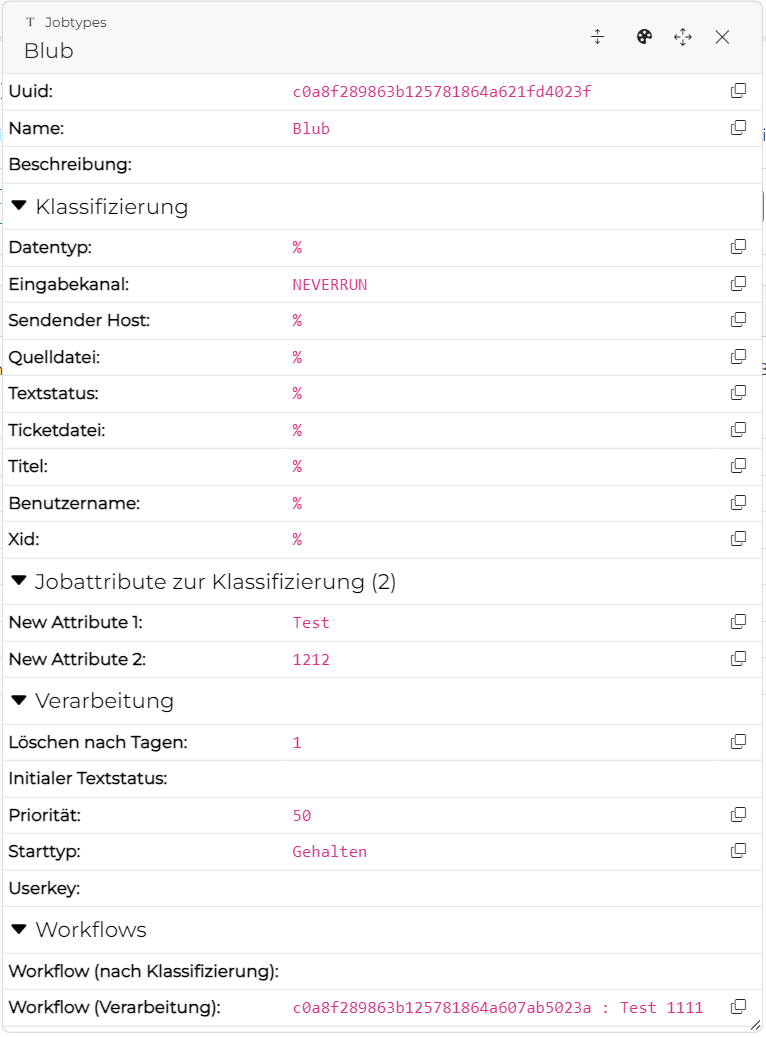 T Jobtypes
Blub
Uuid: c0a8f289863b125781864a621fd4023f
Name: Blub
Beschreibung:
Klassifizierung
Datentyp: %
Eingabekanal: NEVERRUN
Sendender Host: %
Quelldatei: %
Textstatus: %
Ticketdatei: %
Titel: %
Benutzername: %
Xid: %
Jobattribute zur Klassifizierung (2)
New Attribute 1: Test
New Attribute 2: 1212
Verarbeitung
Löschen nach Tagen: 1
Initialer Textstatus:
Priorität: 50
Starttyp: Gehalten
Userkey:
Workflows
Workflow (nach Klassifizierung):
Workflow (Verarbeitung): c0a8f289863b125781864a607ab5023a : Test 1111